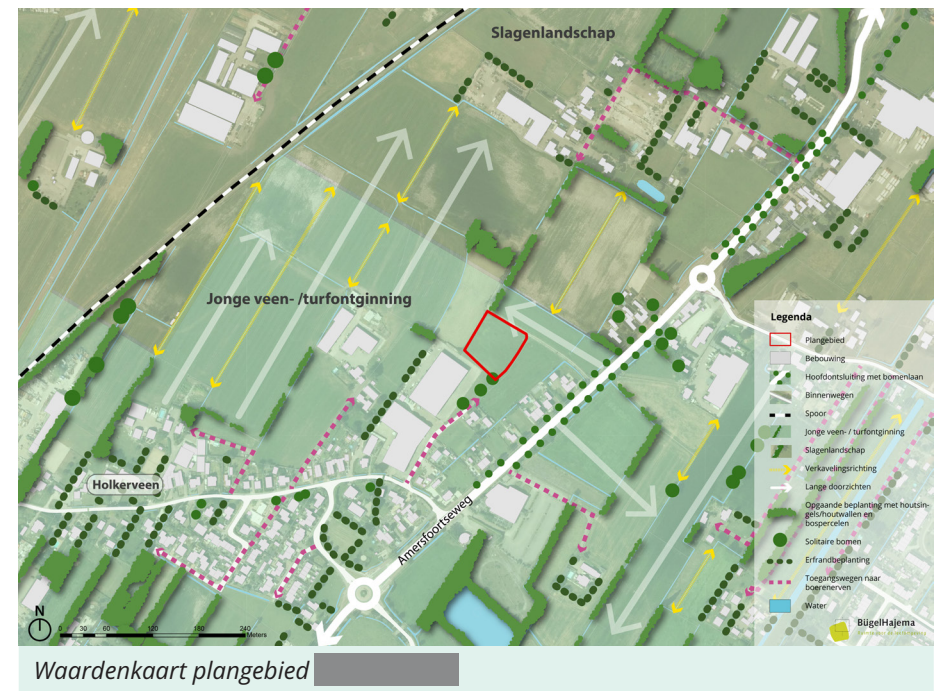 Slagenlandschap
Jonge veen- /turfontginning
Holkerveen
Amersfoortseweg
Legenda
Plangebied
Bebouwing
Hoofdontsluiting met bomenlaan
Binnenwegen
Spoor
Jonge veen- / turfontginning
Slagenlandschap
Verkavelingsrichting
Lange doorzichten
Opgaande beplanting met houtsin-
gels/houtwallen en
bospercelen
Solitaire bomen
Erfrandbeplanting
Toegangswegen naar
boerenerven
Water
N
0 30 60 120 180 240
Meters
BügelHajema
Waardenkaart plangebied